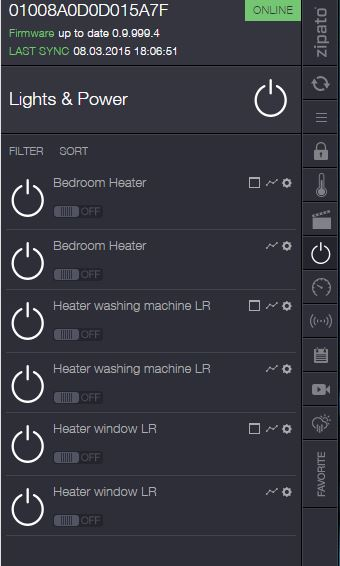 01008A0D0D015A7F
ONLINE
Firmware up to date 0.9.999.4
LAST SYNC 08.03.2015 18:06:51
zipato
Lights & Power
FILTER SORT
Bedroom Heater
OFF
Bedroom Heater
OFF
Heater washing machine LR
OFF
Heater washing machine LR
OFF
Heater window LR
OFF
Heater window LR
OFF
FAVORITE